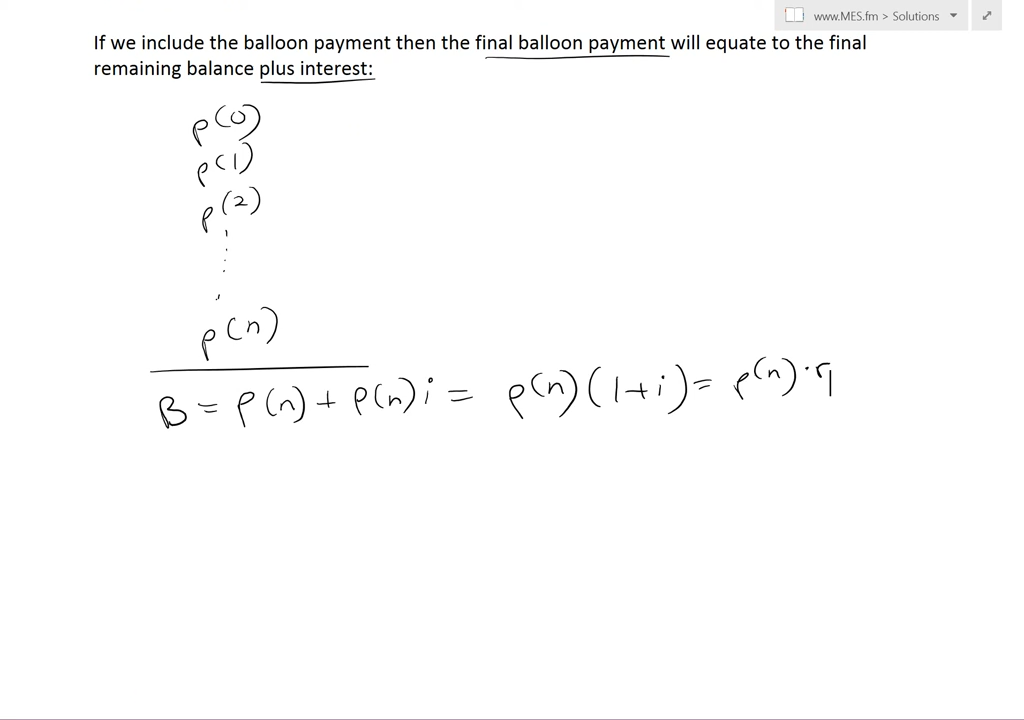 www.MES.fm > Solutions
If we include the balloon payment then the final balloon payment will equate to the final
remaining balance plus interest:
p(0)
p(1)
p(2)
p(n)
B = p(n) + p(n) i = p(n) (1+i) = p(n) · η